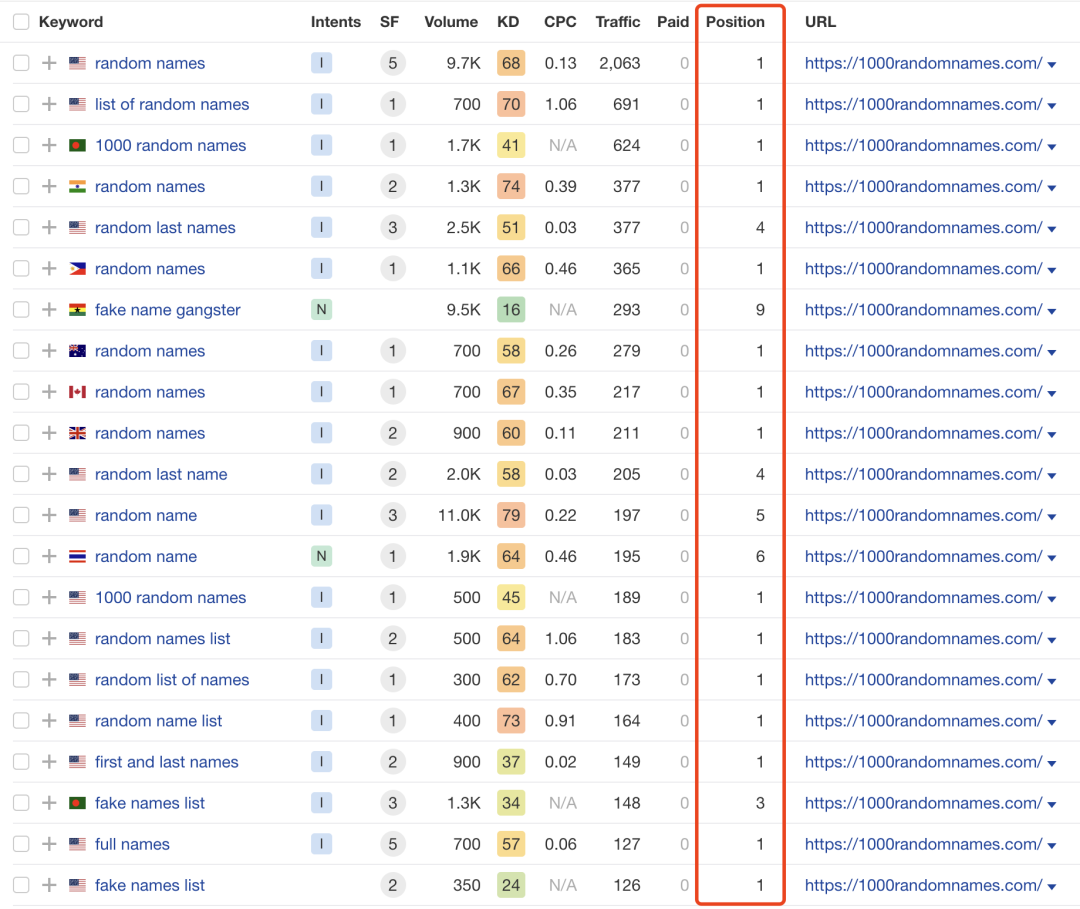 Keyword Intents SF Volume KD CPC Traffic Paid Position URL
random names I 5 9.7K 68 0.13 2,063 0 1 https://1000randomnames.com/
list of random names I 1 700 70 1.06 691 0 1 https://1000randomnames.com/
1000 random names I 1 1.7K 41 N/A 624 0 1 https://1000randomnames.com/
random names I 2 1.3K 74 0.39 377 0 1 https://1000randomnames.com/
random last names I 3 2.5K 51 0.03 377 0 4 https://1000randomnames.com/
random names I 1 1.1K 66 0.46 365 0 1 https://1000randomnames.com/
fake name gangster N 9.5K 16 N/A 293 0 9 https://1000randomnames.com/
random names I 1 700 58 0.26 279 0 1 https://1000randomnames.com/
random names I 1 700 67 0.35 217 0 1 https://1000randomnames.com/
random names I 2 900 60 0.11 211 0 1 https://1000randomnames.com/
random last name I 2 2.0K 58 0.03 205 0 4 https://1000randomnames.com/
random name I 3 11.0K 79 0.22 197 0 5 https://1000randomnames.com/
random name N 1 1.9K 64 0.46 195 0 6 https://1000randomnames.com/
1000 random names I 1 500 45 N/A 189 0 1 https://1000randomnames.com/
random names list I 2 500 64 1.06 183 0 1 https://1000randomnames.com/
random list of names I 1 300 62 0.70 173 0 1 https://1000randomnames.com/
random name list I 1 400 73 0.91 164 0 1 https://1000randomnames.com/
first and last names I 2 900 37 0.02 149 0 1 https://1000randomnames.com/
fake names list I 3 1.3K 34 N/A 148 0 3 https://1000randomnames.com/
full names I 5 700 57 0.06 127 0 1 https://1000randomnames.com/
fake names list 2 350 24 N/A 126 0 1 https://1000randomnames.com/